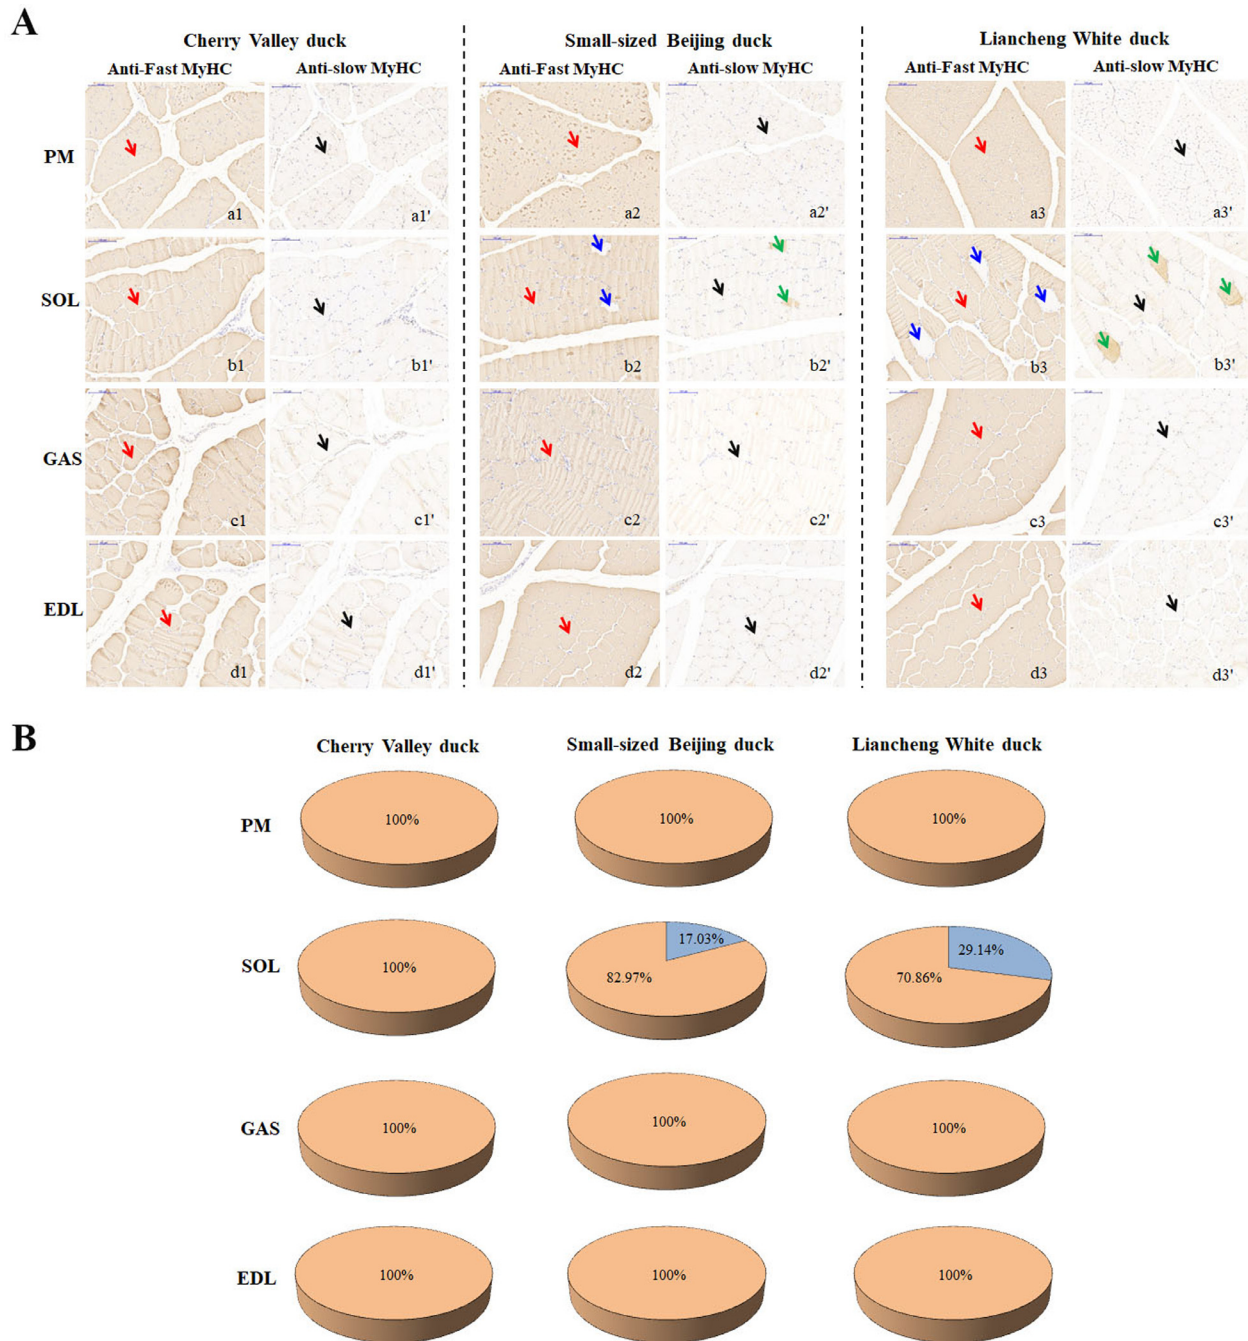 A
Cherry Valley duck
Small-sized Beijing duck
Liancheng White duck
Anti-Fast MyHC
Anti-slow MyHC
Anti-Fast MyHC
Anti-slow MyHC
Anti-Fast MyHC
Anti-slow MyHC
PM
a1
a1'
a2
a2'
a3
a3'
SOL
b1
b1'
b2
b2'
b3
b3'
GAS
c1
c1'
c2
c2'
c3
c3'
EDL
d1
d1'
d2
d2'
d3
d3'
B
Cherry Valley duck
Small-sized Beijing duck
Liancheng White duck
PM
100%
100%
100%
SOL
100%
17.03%
82.97%
29.14%
70.86%
GAS
100%
100%
100%
EDL
100%
100%
100%